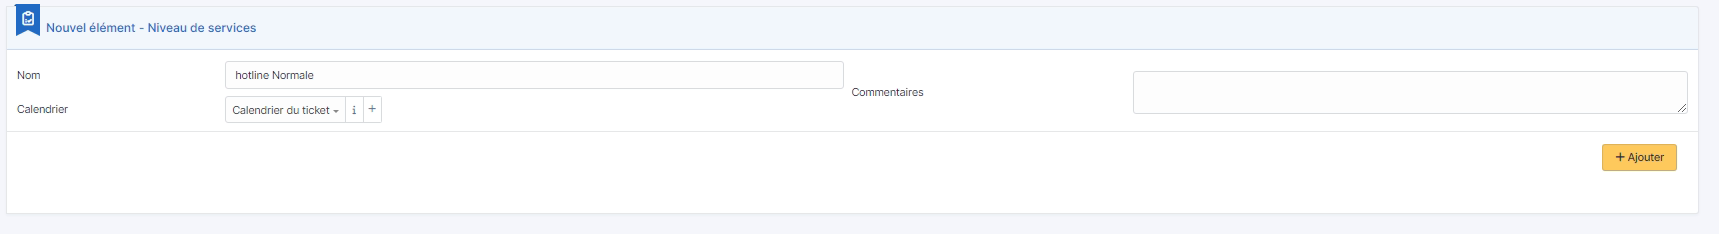 Nouvel élément - Niveau de services
Nom
hotline Normale
Commentaires
Calendrier
Calendrier du ticket
i
+
+ Ajouter